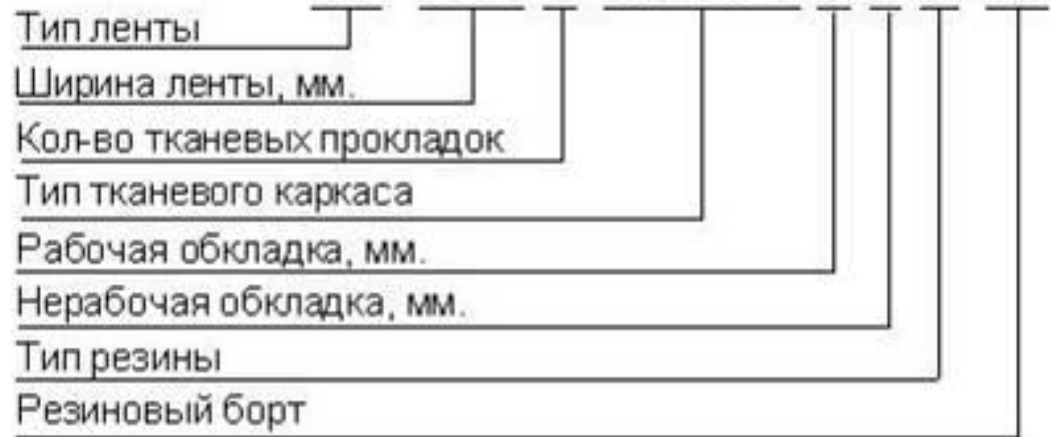 Тип ленты
Ширина ленты, мм.
Кол-во тканевых прокладок
Тип тканевого каркаса
Рабочая обкладка, мм.
Нерабочая обкладка, мм.
Тип резины
Резиновый борт